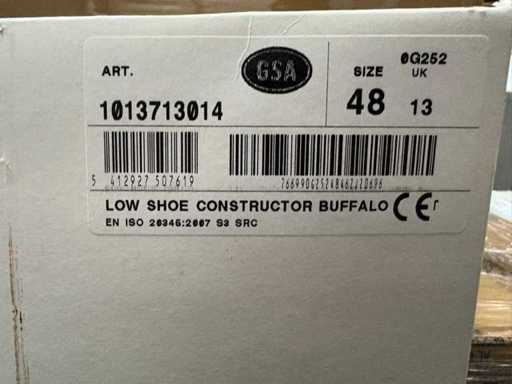 ART.
GSA
SIZE
0G252
UK
1013713014
48
13
5 412927 507619
LOW SHOE CONSTRUCTOR BUFFALO CE
EN ISO 20345:2007 S3 SRC